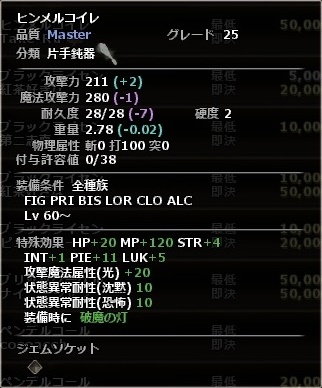 ヒンメルコイレ
品質 Master グレード 25
分類 片手鈍器
攻撃力 211 (+2)
魔法攻撃力 280 (-1)
耐久度 28/28 (-7) 硬度 2
重量 2.78 (-0.02)
物理属性 斬0 打100 突0
付与許容値 0/38
装備条件 全種族
FIG PRI BIS LOR CLO ALC
Lv 60～
特殊効果 HP+20 MP+120 STR+4
INT+1 PIE+11 LUK+5
攻撃魔法属性(光) +20
状態異常耐性(沈黙) 10
状態異常耐性(恐怖) 10
装備時に 破魔の灯
ジェムソケット